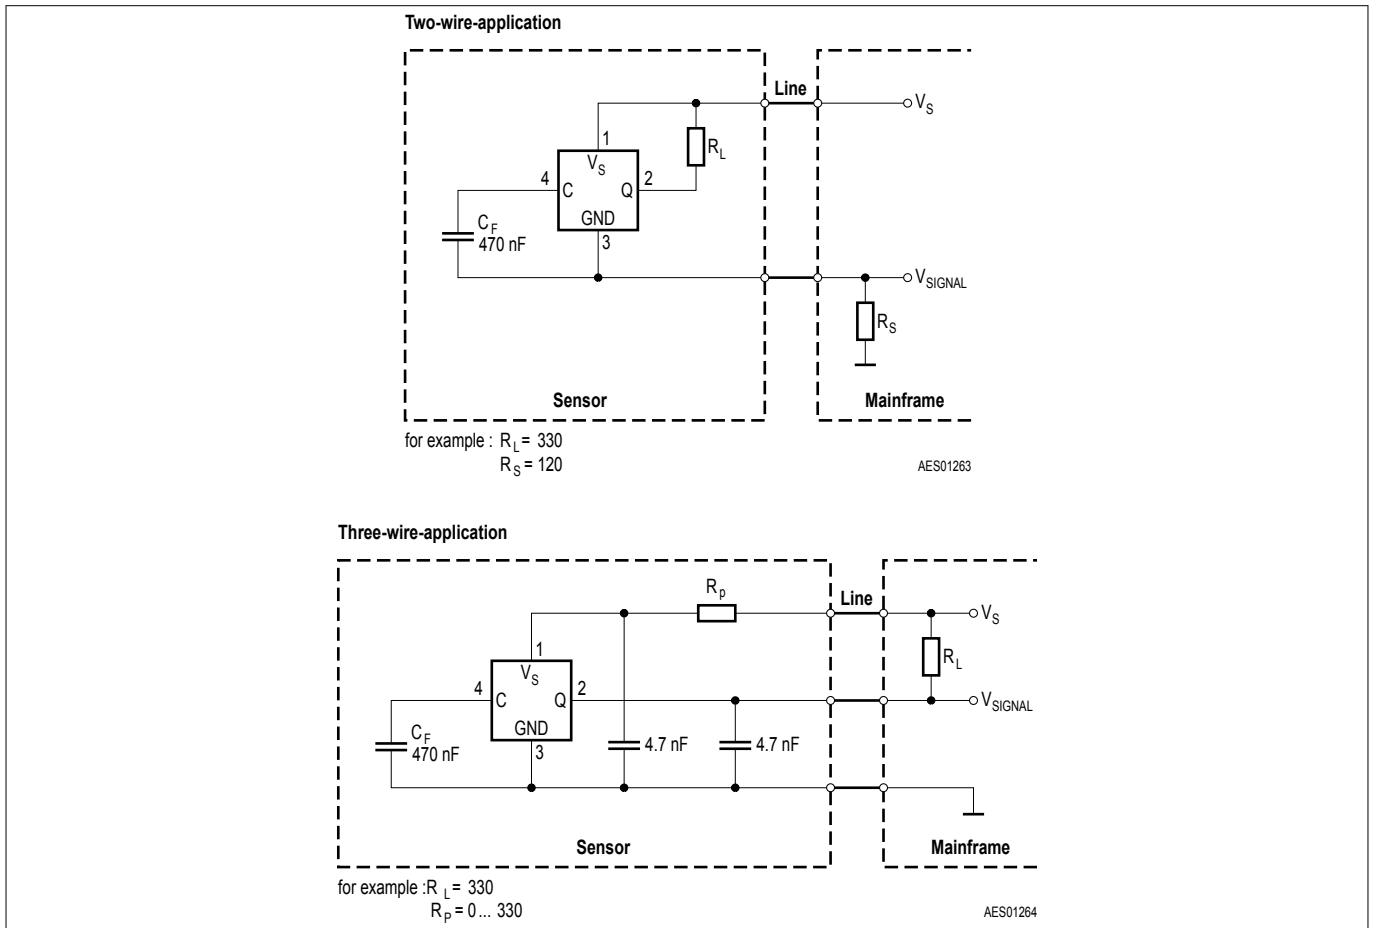 Two-wire-application
Line
V_S
1
R_L
V_S
4
C
Q
2
C_F
470 nF
GND
3
V_SIGNAL
R_S
Sensor
Mainframe
for example : R_L = 330
R_S = 120
AES01263
Three-wire-application
R_p
Line
V_S
1
R_L
V_S
4
C
Q
2
V_SIGNAL
C_F
470 nF
GND
3
4.7 nF
4.7 nF
Sensor
Mainframe
for example :R_L = 330
R_P = 0... 330
AES01264